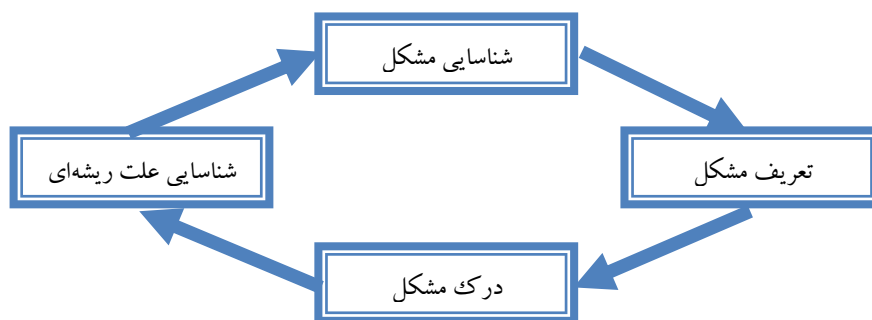 شناسایی مشکل
تعریف مشکل
درک مشکل
شناسایی علت ریشه‌ای